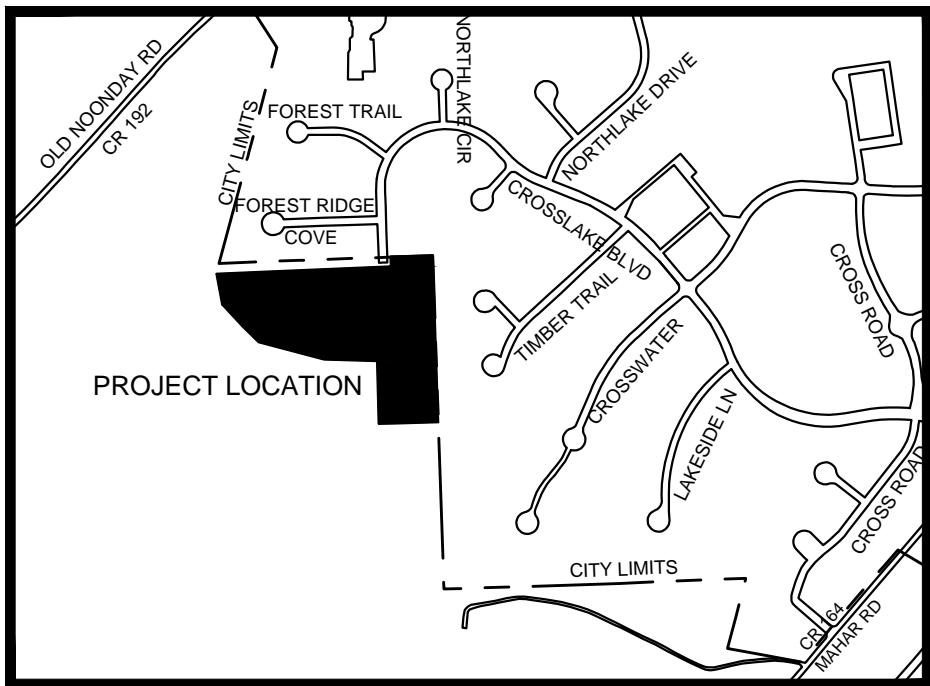 OLD NOONDAY RD
CR 192
CITY LIMITS
FOREST TRAIL
NORTHLAKE CIR
NORTHLAKE DRIVE
FOREST RIDGE
COVE
CROSSLAKE BLVD
TIMBER TRAIL
CROSS ROAD
CROSSWATER
PROJECT LOCATION
LAKESIDE LN
CROSS ROAD
CITY LIMITS
CR 164
MAHAR RD